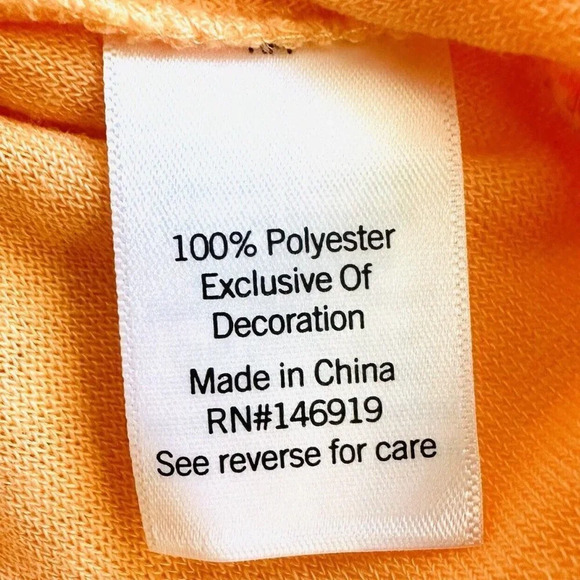 100% Polyester
Exclusive Of
Decoration
Made in China
RN#146919
See reverse for care